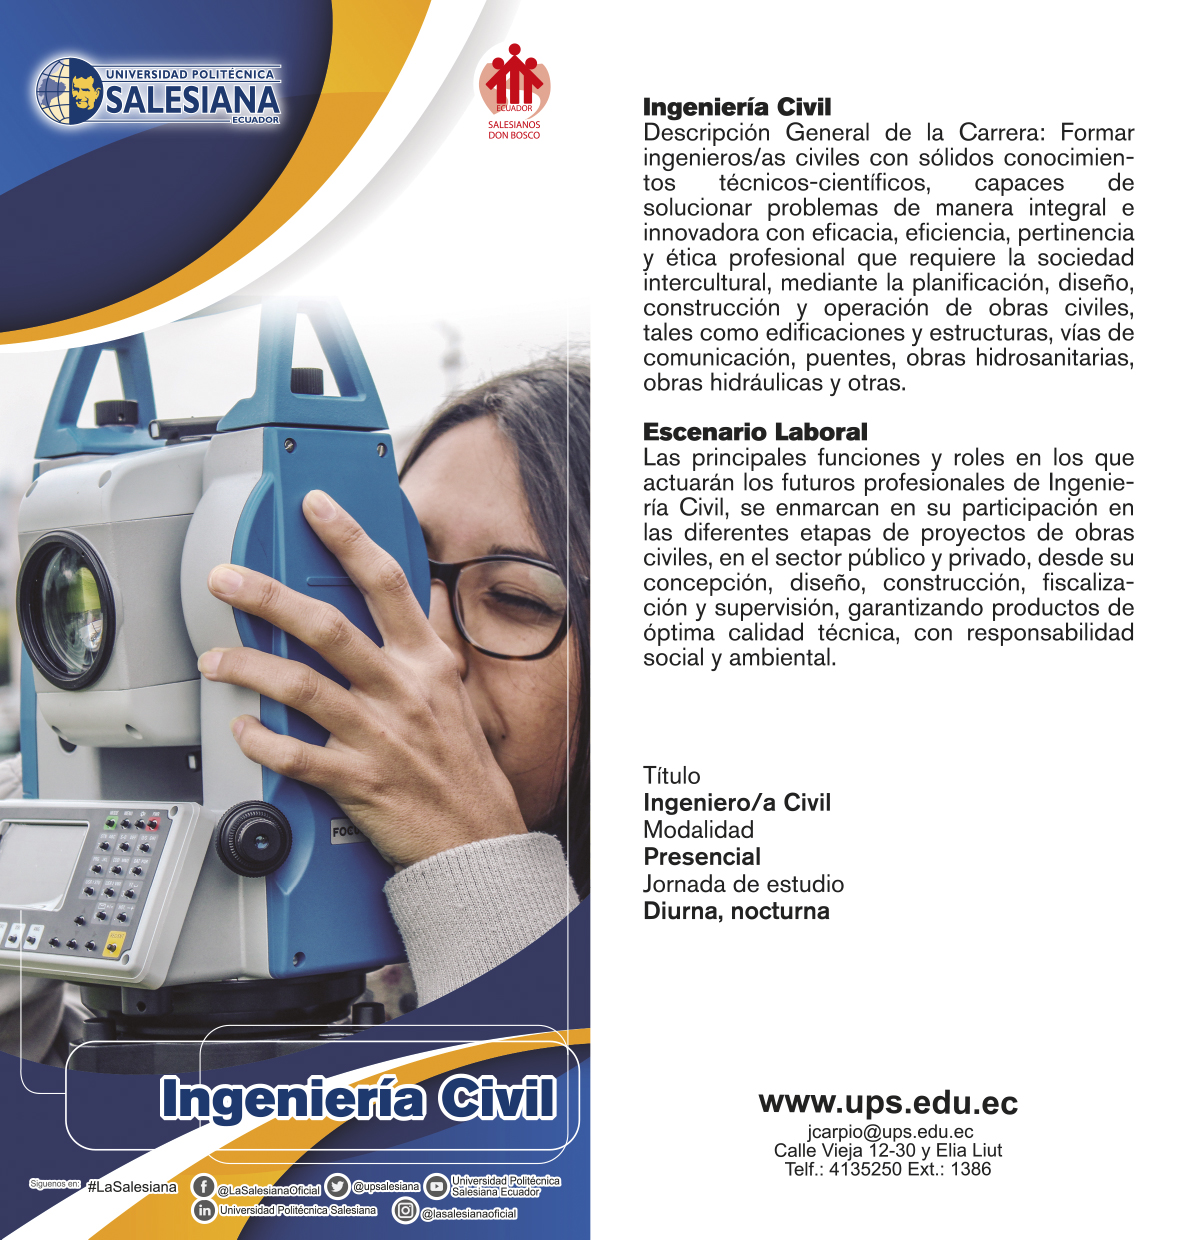 UNIVERSIDAD POLITÉCNICA
SALESIANA
ECUADOR
ECUADOR
SALESIANOS
DON BOSCO
FOCU
Ingeniería Civil
Siguenos en: #LaSalesiana
@LaSalesianaOficial
@upsalesiana
Universidad Politécnica
Salesiana Ecuador
Universidad Politécnica Salesiana
@lasalesianaoficial
Ingeniería Civil
Descripción General de la Carrera: Formar
ingenieros/as civiles con sólidos conocimien-
tos técnicos-científicos, capaces de
solucionar problemas de manera integral e
innovadora con eficacia, eficiencia, pertinencia
y ética profesional que requiere la sociedad
intercultural, mediante la planificación, diseño,
construcción y operación de obras civiles,
tales como edificaciones y estructuras, vías de
comunicación, puentes, obras hidrosanitarias,
obras hidráulicas y otras.
Escenario Laboral
Las principales funciones y roles en los que
actuarán los futuros profesionales de Ingenie-
ría Civil, se enmarcan en su participación en
las diferentes etapas de proyectos de obras
civiles, en el sector público y privado, desde su
concepción, diseño, construcción, fiscaliza-
ción y supervisión, garantizando productos de
óptima calidad técnica, con responsabilidad
social y ambiental.
Título
Ingeniero/a Civil
Modalidad
Presencial
Jornada de estudio
Diurna, nocturna
www.ups.edu.ec
jcarpio@ups.edu.ec
Calle Vieja 12-30 y Elia Liut
Telf.: 4135250 Ext.: 1386